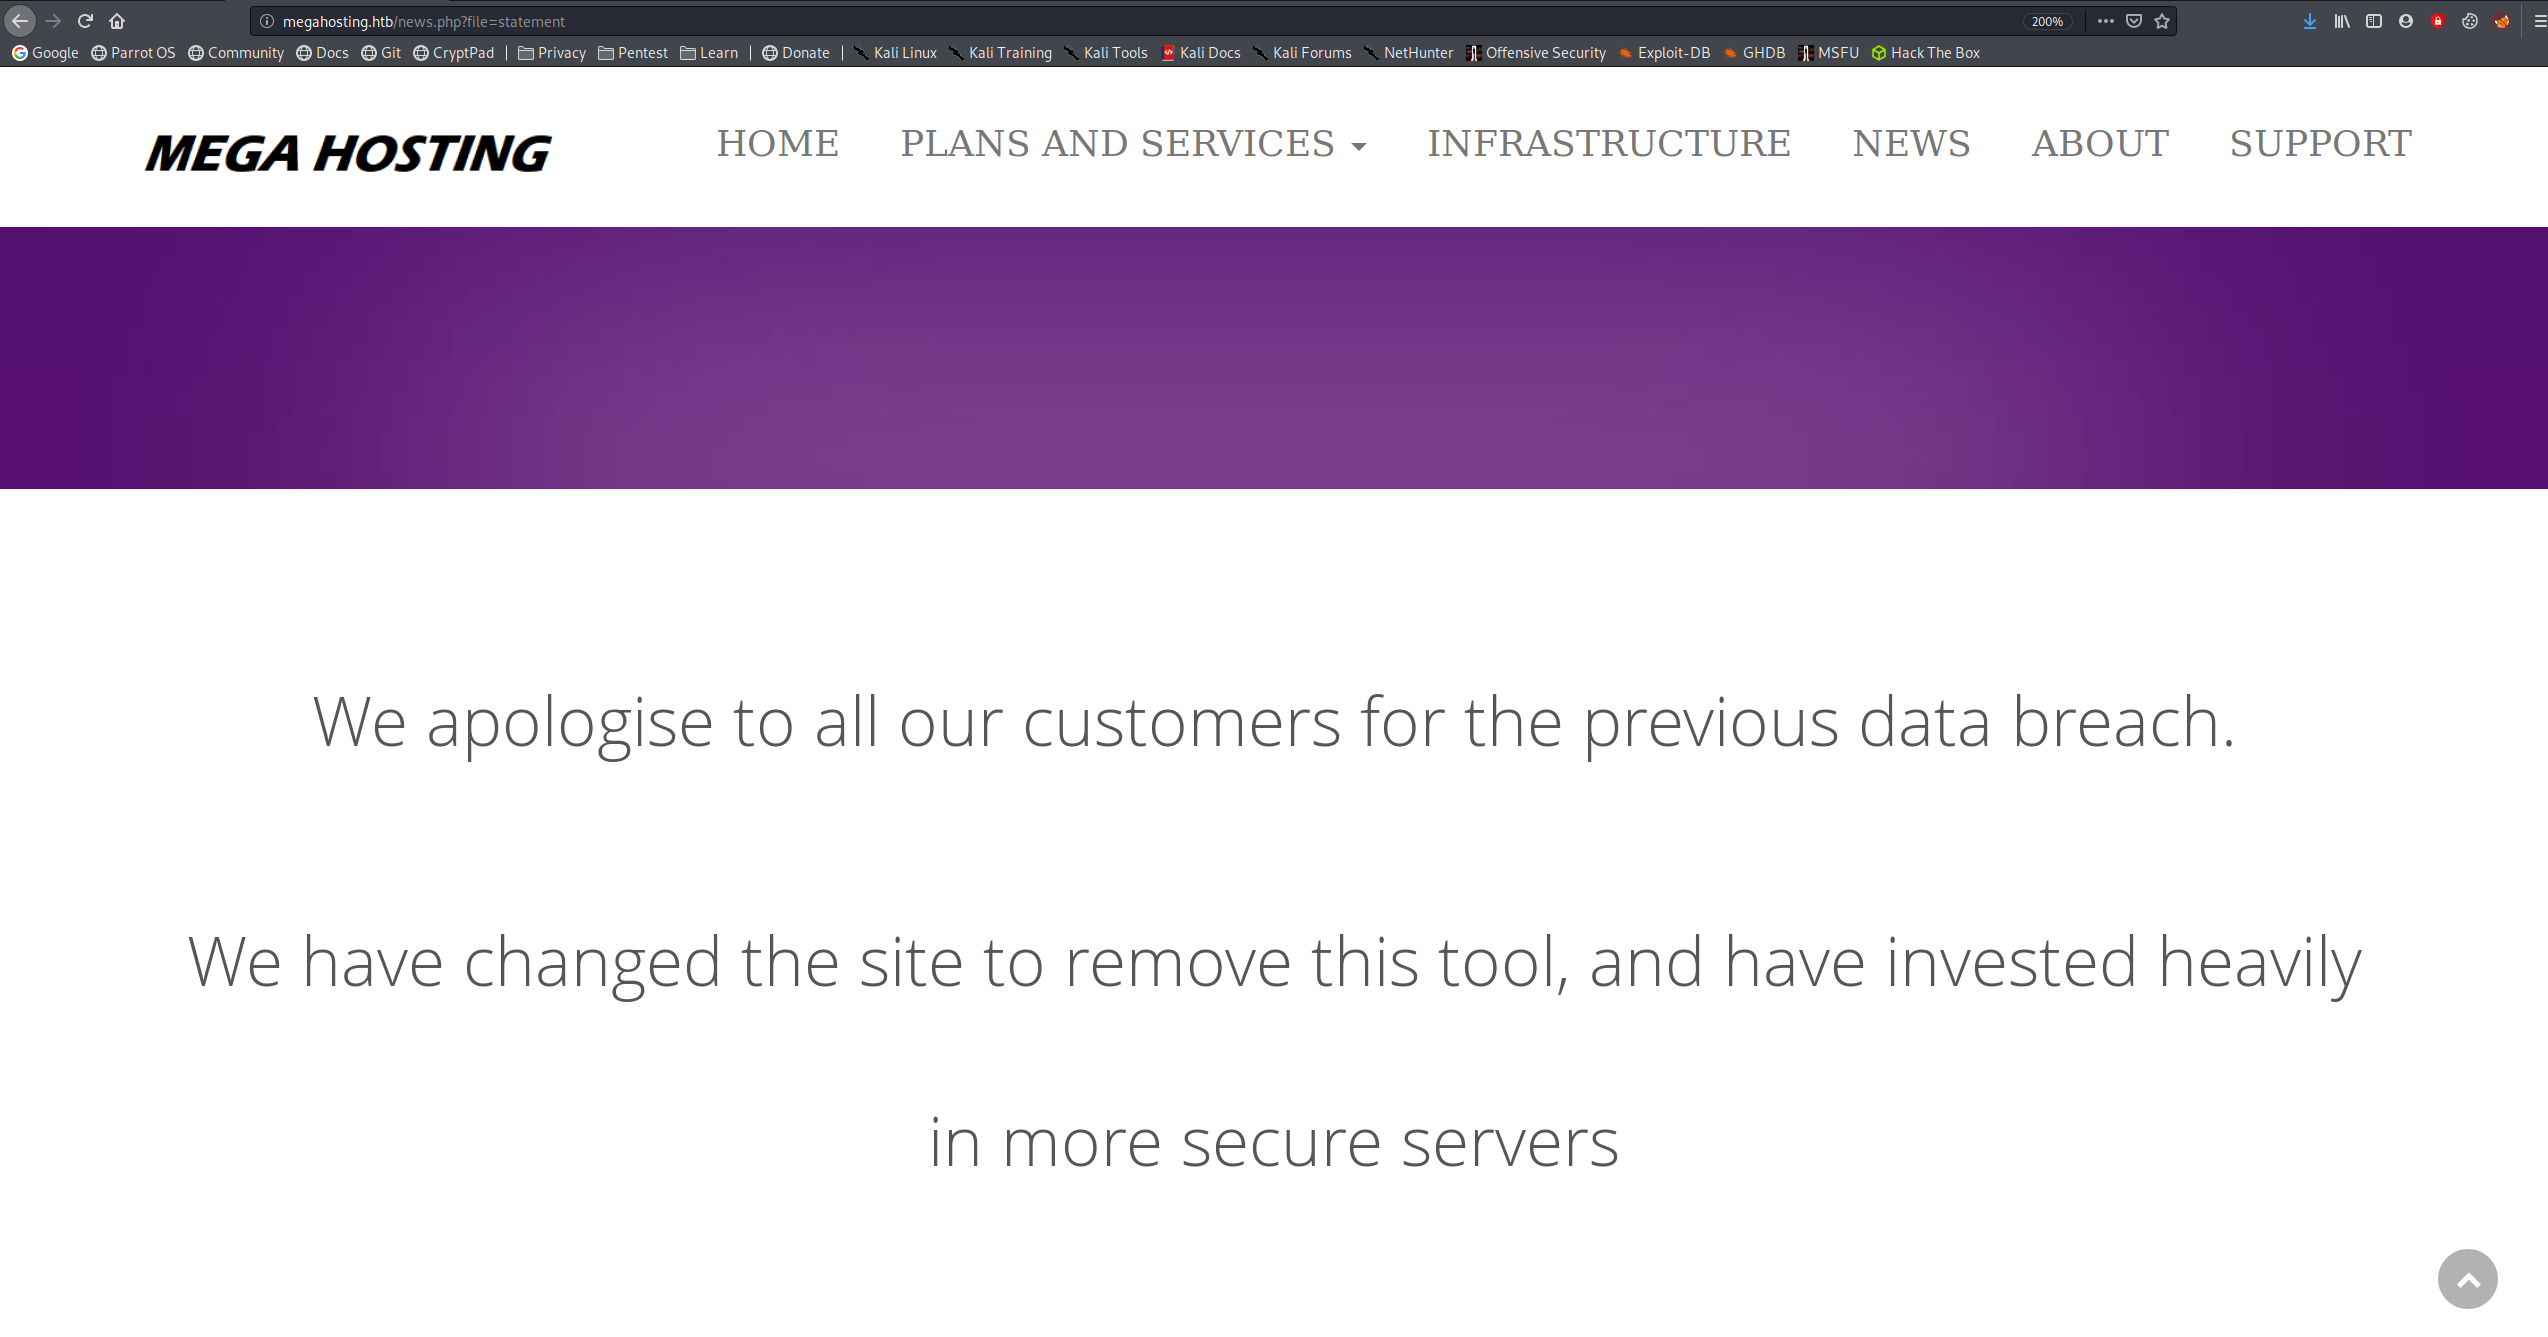 megahosting.htb/news.php?file=statement 200%
Google Parrot OS Community Docs Git CryptPad Privacy Pentest Learn Donate Kali Linux Kali Training Kali Tools Kali Docs Kali Forums NetHunter Offensive Security Exploit-DB GHDB MSFU Hack The Box
MEGA HOSTING HOME PLANS AND SERVICES INFRASTRUCTURE NEWS ABOUT SUPPORT
We apologise to all our customers for the previous data breach.
We have changed the site to remove this tool, and have invested heavily
in more secure servers